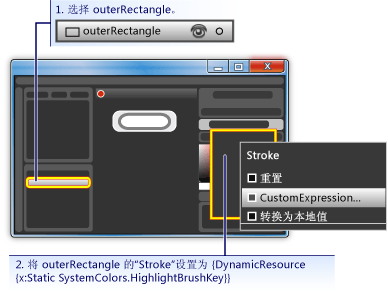 1. 选择 outerRectangle。
outerRectangle
Stroke
重置
CustomExpression...
转换为本地值
2. 将 outerRectangle 的“Stroke”设置为 {DynamicResource
{x:Static SystemColors.HighlightBrushKey}}